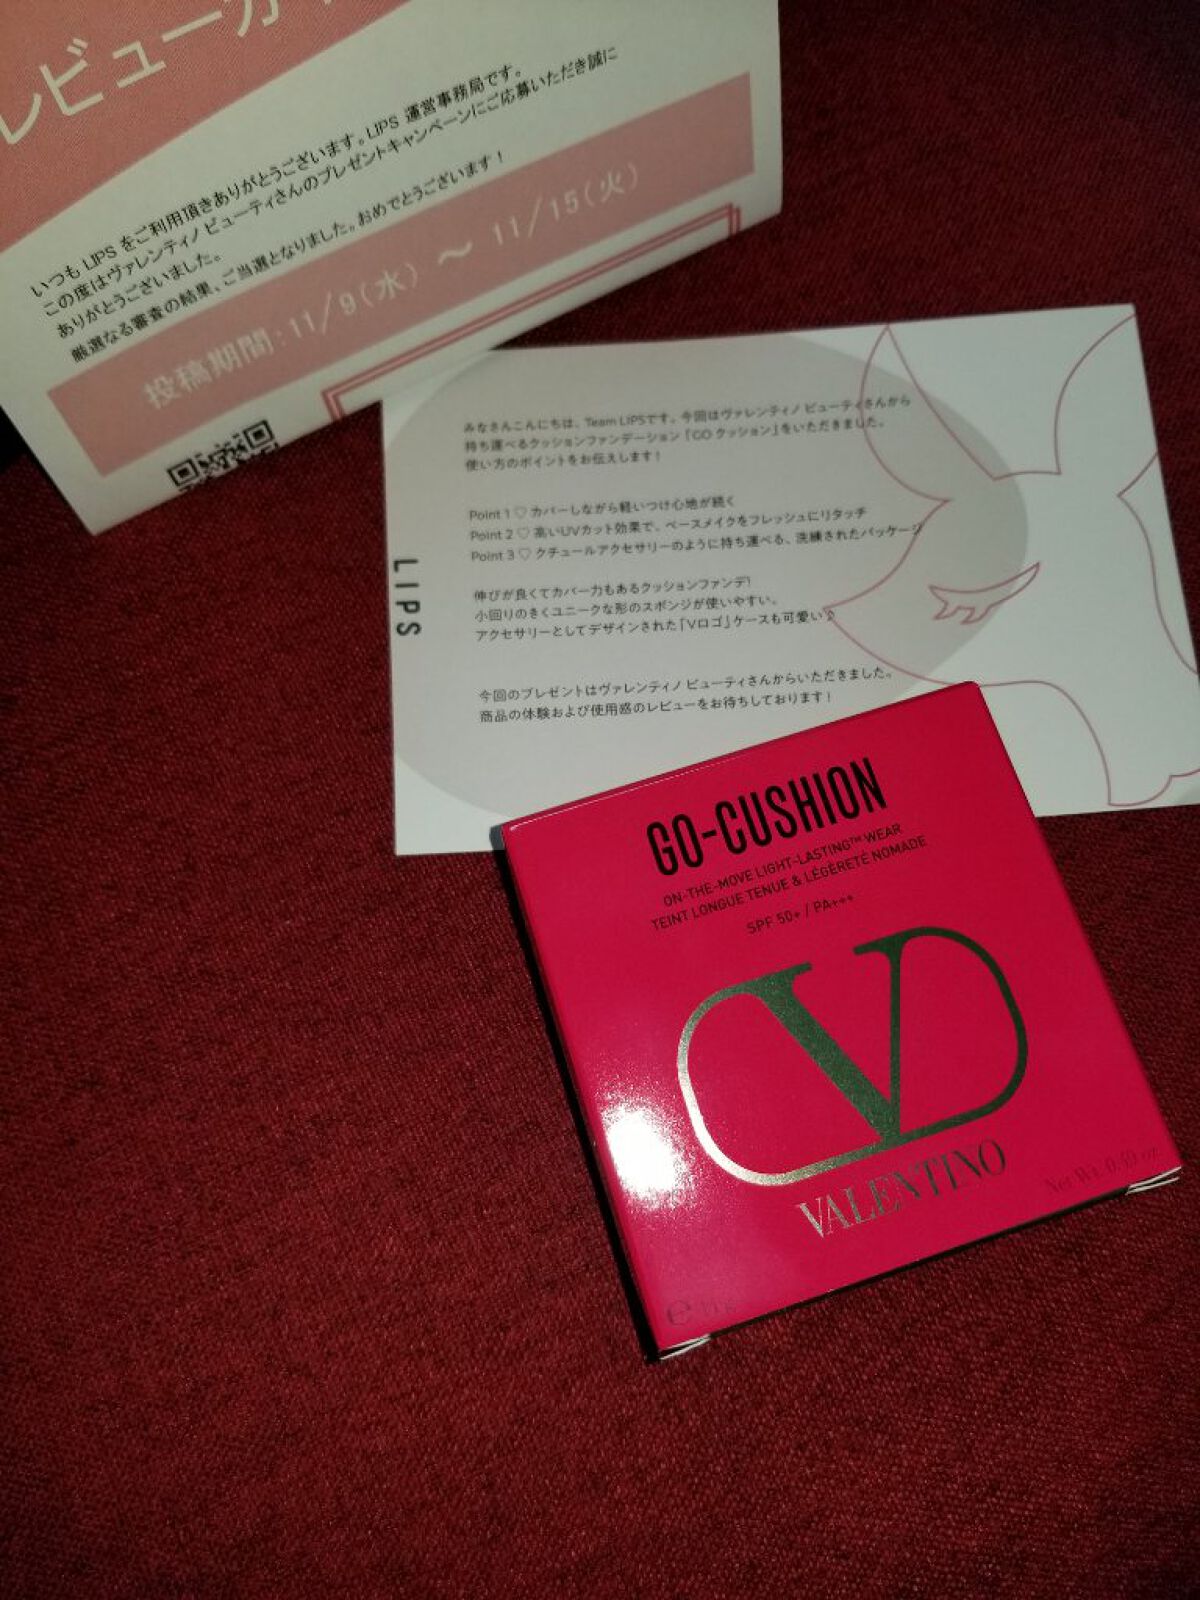 レビューガイ
いつも LIPS をご利用頂きありがとうございます。LIPS 運営事務局です。
この度はヴァレンティノ ビューティさんのプレゼントキャンペーンにご応募いただき誠に
ありがとうございました。
厳選なる審査の結果、ご当選となりました。おめでとうございます！
投稿期間：11/9(水) ～ 11/15(火)
LIPS
みなさんこんにちは、Team LIPSです。今回はヴァレンティノ ビューティさんから
持ち運べるクッションファンデーション「GO クッション」をいただきました。
使い方のポイントをお伝えします！
Point 1 ♡ カバーしながら軽いつけ心地が続く
Point 2 ♡ 高いUVカット効果で、ベースメイクをフレッシュにリタッチ
Point 3 ♡ クチュールアクセサリーのように持ち運べる、洗練されたパッケージ
伸びが良くてカバー力もあるクッションファンデ！
小回りのきくユニークな形のスポンジが使いやすい。
アクセサリーとしてデザインされた「Vロゴ」ケースも可愛い♪
今回のプレゼントはヴァレンティノ ビューティさんからいただきました。
商品の体験および使用感のレビューをお待ちしております！
GO-CUSHION
ON-THE-MOVE LIGHT-LASTING™ WEAR
TEINT LONGUE TENUE & LÉGÈRETÉ NOMADE
SPF 50+ / PA+++
V
VALENTINO
Net Wt. 0.49 oz